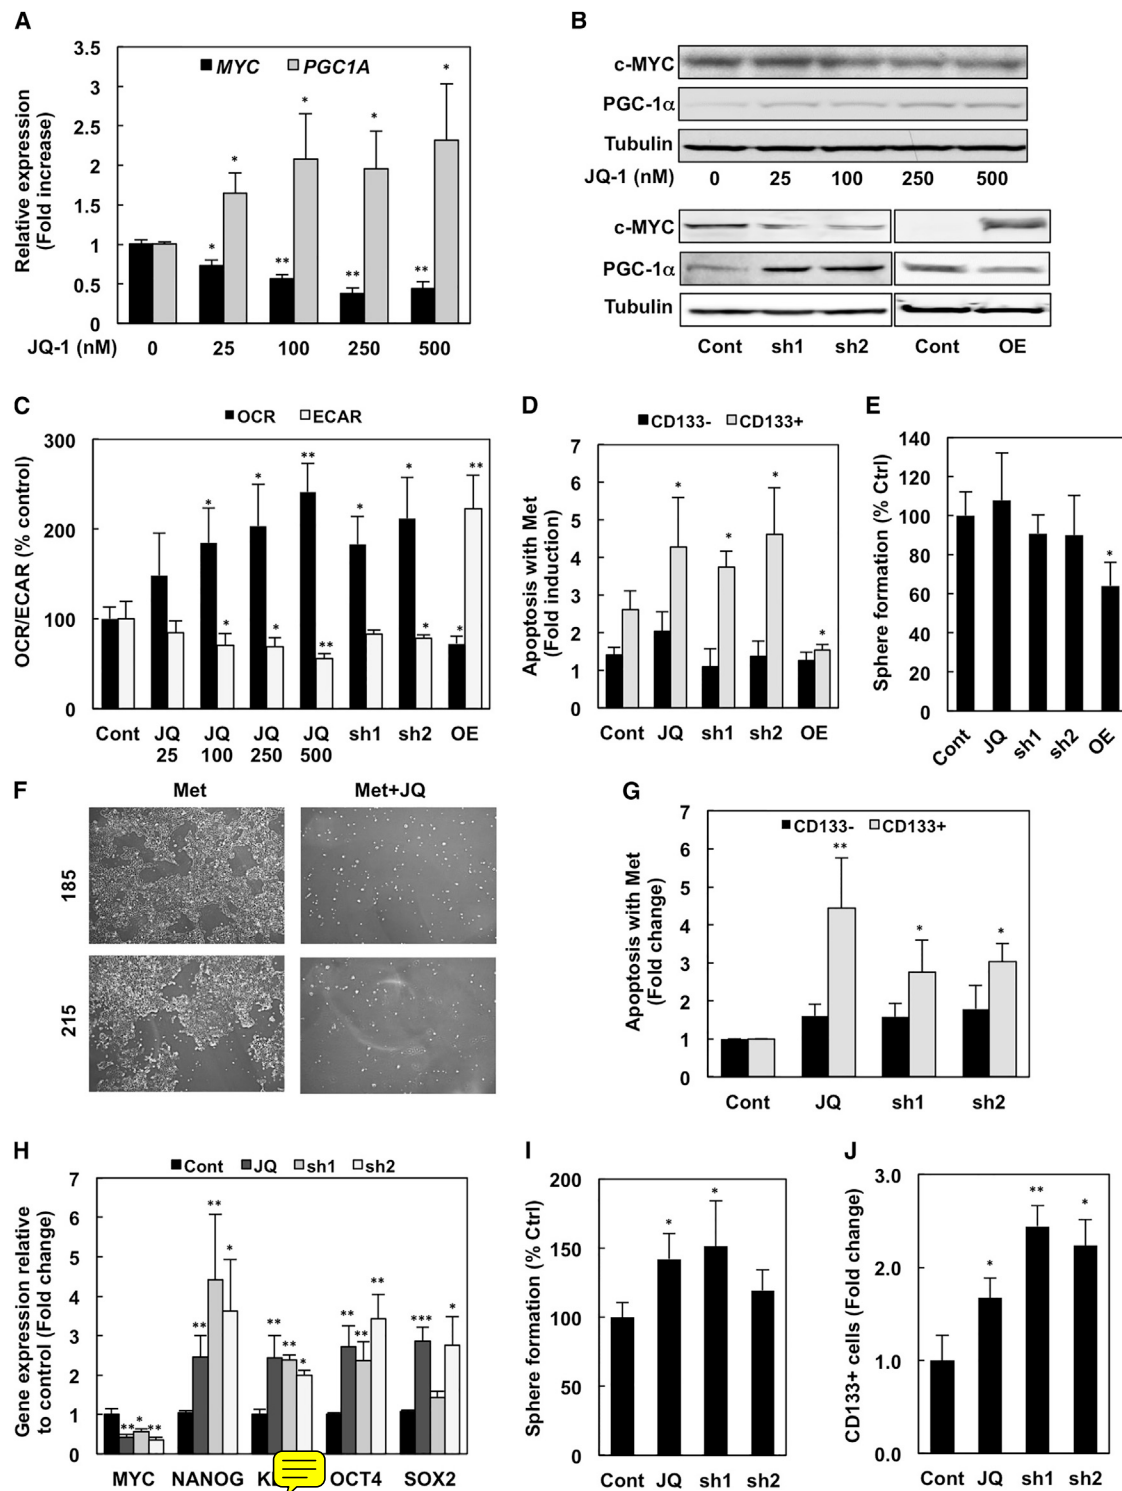 A
3.5
3
2.5
2
1.5
1
0.5
0
Relative expression
(Fold increase)
MYC PGC1A
* * * *
* ** ** **
JQ-1 (nM) 0 25 100 250 500
B
c-MYC
PGC-1α
Tubulin
JQ-1 (nM) 0 25 100 250 500
c-MYC
PGC-1α
Tubulin
Cont sh1 sh2 Cont OE
C
OCR ECAR
300
200
100
0
OCR/ECAR (% control)
* * ** * * **
* * ** * *
Cont JQ JQ JQ JQ sh1 sh2 OE
25 100 250 500
D
CD133- CD133+
7
6
5
4
3
2
1
0
Apoptosis with Met
(Fold induction)
* * * *
Cont JQ sh1 sh2 OE
E
140
120
100
80
60
40
20
0
Sphere formation (% Ctrl)
*
Cont JQ sh1 sh2 OE
F
Met Met+JQ
185
215
G
7
6
5
4
3
2
1
0
Apoptosis with Met
(Fold change)
CD133- CD133+
** * *
Cont JQ sh1 sh2
H
Cont JQ sh1 sh2
7
6
5
4
3
2
1
0
Gene expression relative
to control (Fold change)
** * **
** ** *
** ** *
** ** **
*** *
MYC NANOG OCT4 SOX2
I
200
150
100
50
0
Sphere formation (% Ctrl)
* *
Cont JQ sh1 sh2
J
3.0
2.0
1.0
0.0
CD133+ cells (Fold change)
* ** *
Cont JQ sh1 sh2